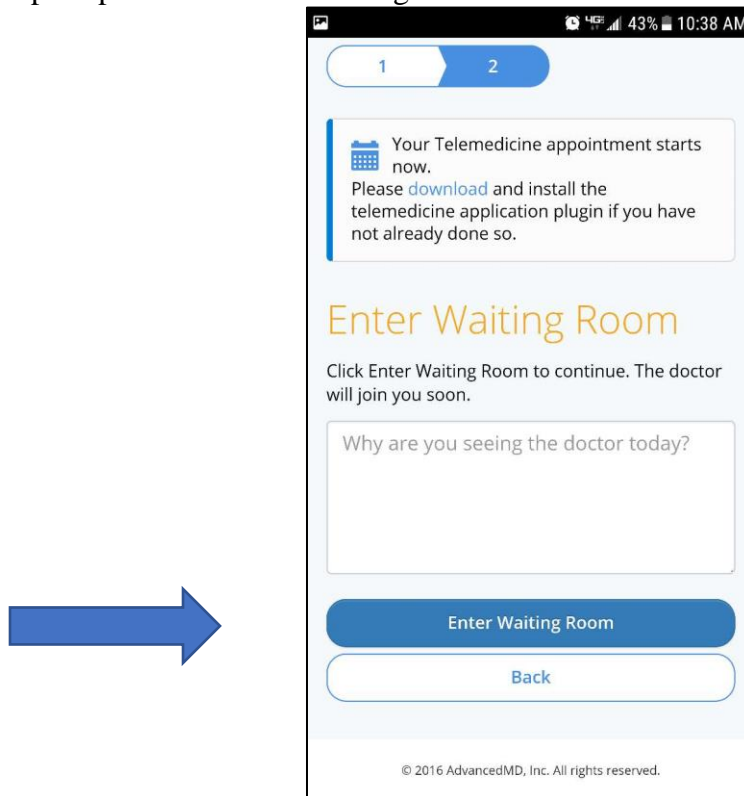 43% 10:38 AM
1 2
Your Telemedicine appointment starts
now.
Please download and install the
telemedicine application plugin if you have
not already done so.
Enter Waiting Room
Click Enter Waiting Room to continue. The doctor
will join you soon.
Why are you seeing the doctor today?
Enter Waiting Room
Back
© 2016 AdvancedMD, Inc. All rights reserved.